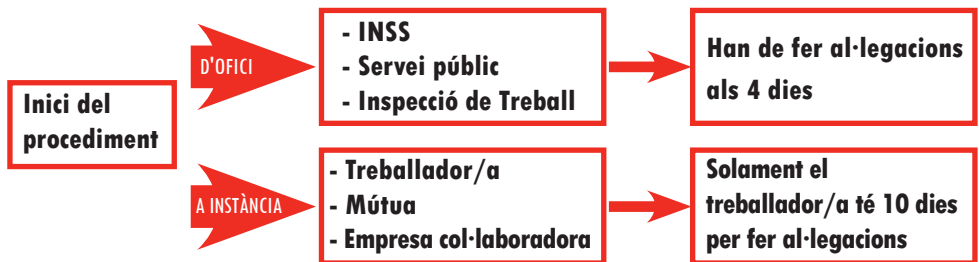 Inici del
procediment
D'OFICI
- INSS
- Servei públic
- Inspecció de Treball
Han de fer al·legacions
als 4 dies
A INSTÀNCIA
- Treballador/a
- Mútua
- Empresa col·laboradora
Solament el
treballador/a té 10 dies
per fer al·legacions